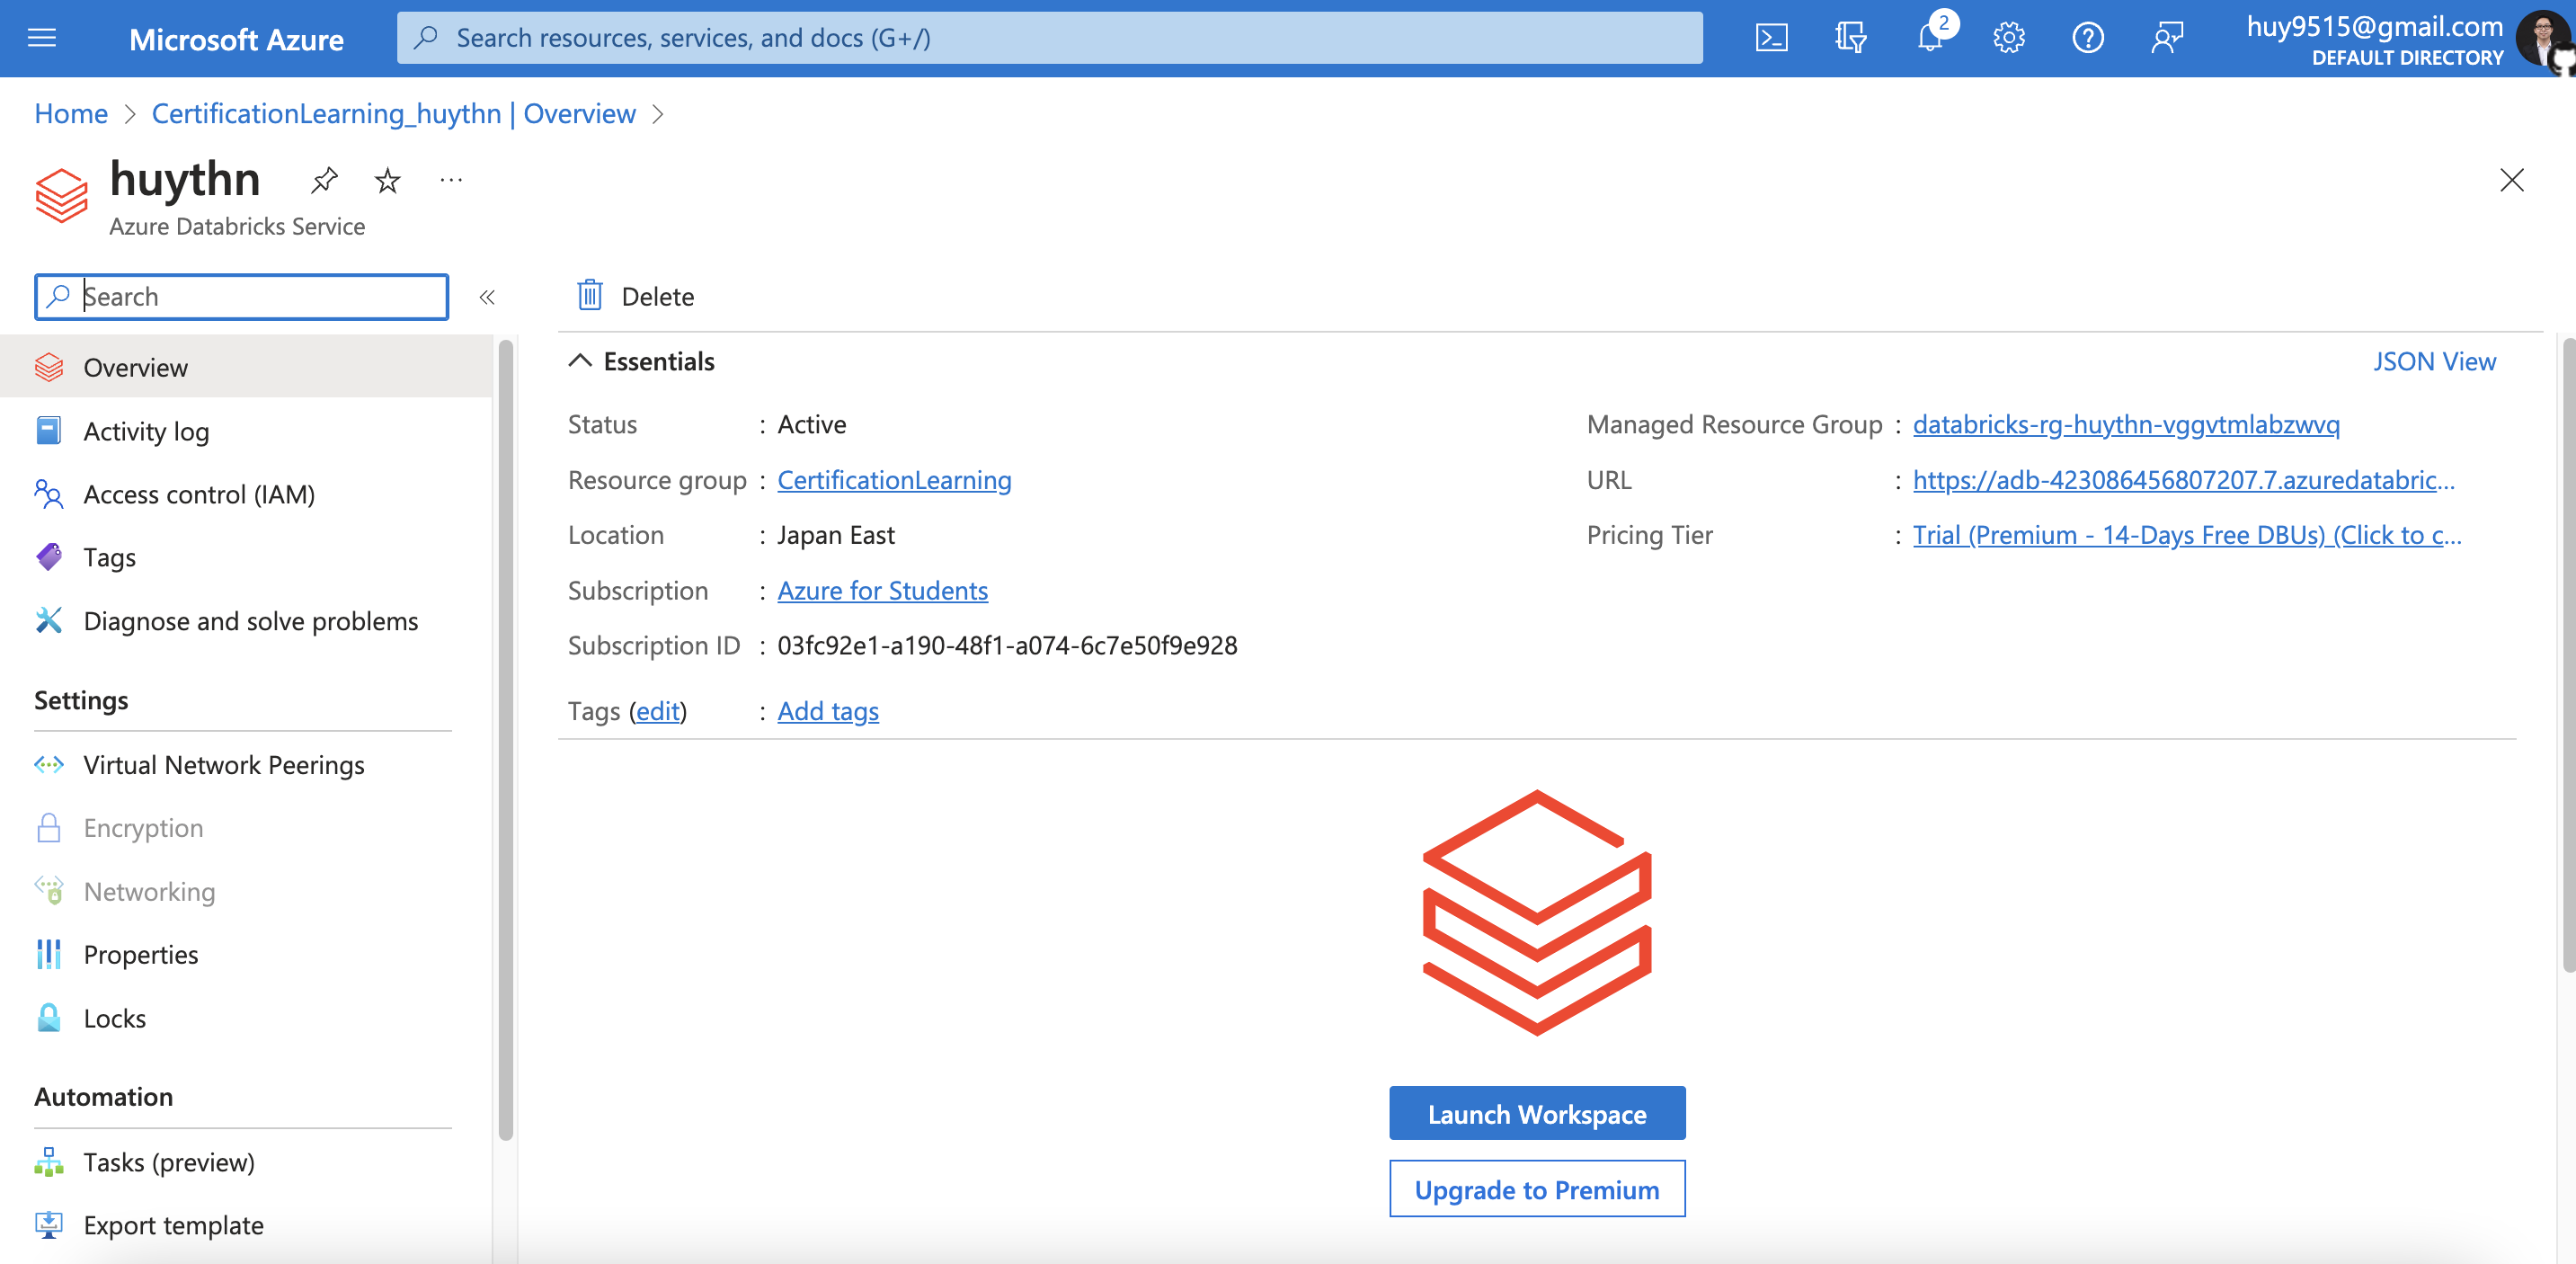 Microsoft Azure
Search resources, services, and docs (G+/)
2
huy9515@gmail.com
DEFAULT DIRECTORY
Home > CertificationLearning_huythn | Overview >
huythn
...
Azure Databricks Service
Search
«
Delete
Overview
Activity log
Access control (IAM)
Tags
Diagnose and solve problems
Settings
Virtual Network Peerings
Encryption
Networking
Properties
Locks
Automation
Tasks (preview)
Export template
Essentials
JSON View
Status : Active
Resource group : CertificationLearning
Location : Japan East
Subscription : Azure for Students
Subscription ID : 03fc92e1-a190-48f1-a074-6c7e50f9e928
Tags (edit) : Add tags
Managed Resource Group : databricks-rg-huythn-vggvtmlabzwvq
URL : https://adb-423086456807207.7.azuredatabric...
Pricing Tier : Trial (Premium - 14-Days Free DBUs) (Click to c...
Launch Workspace
Upgrade to Premium